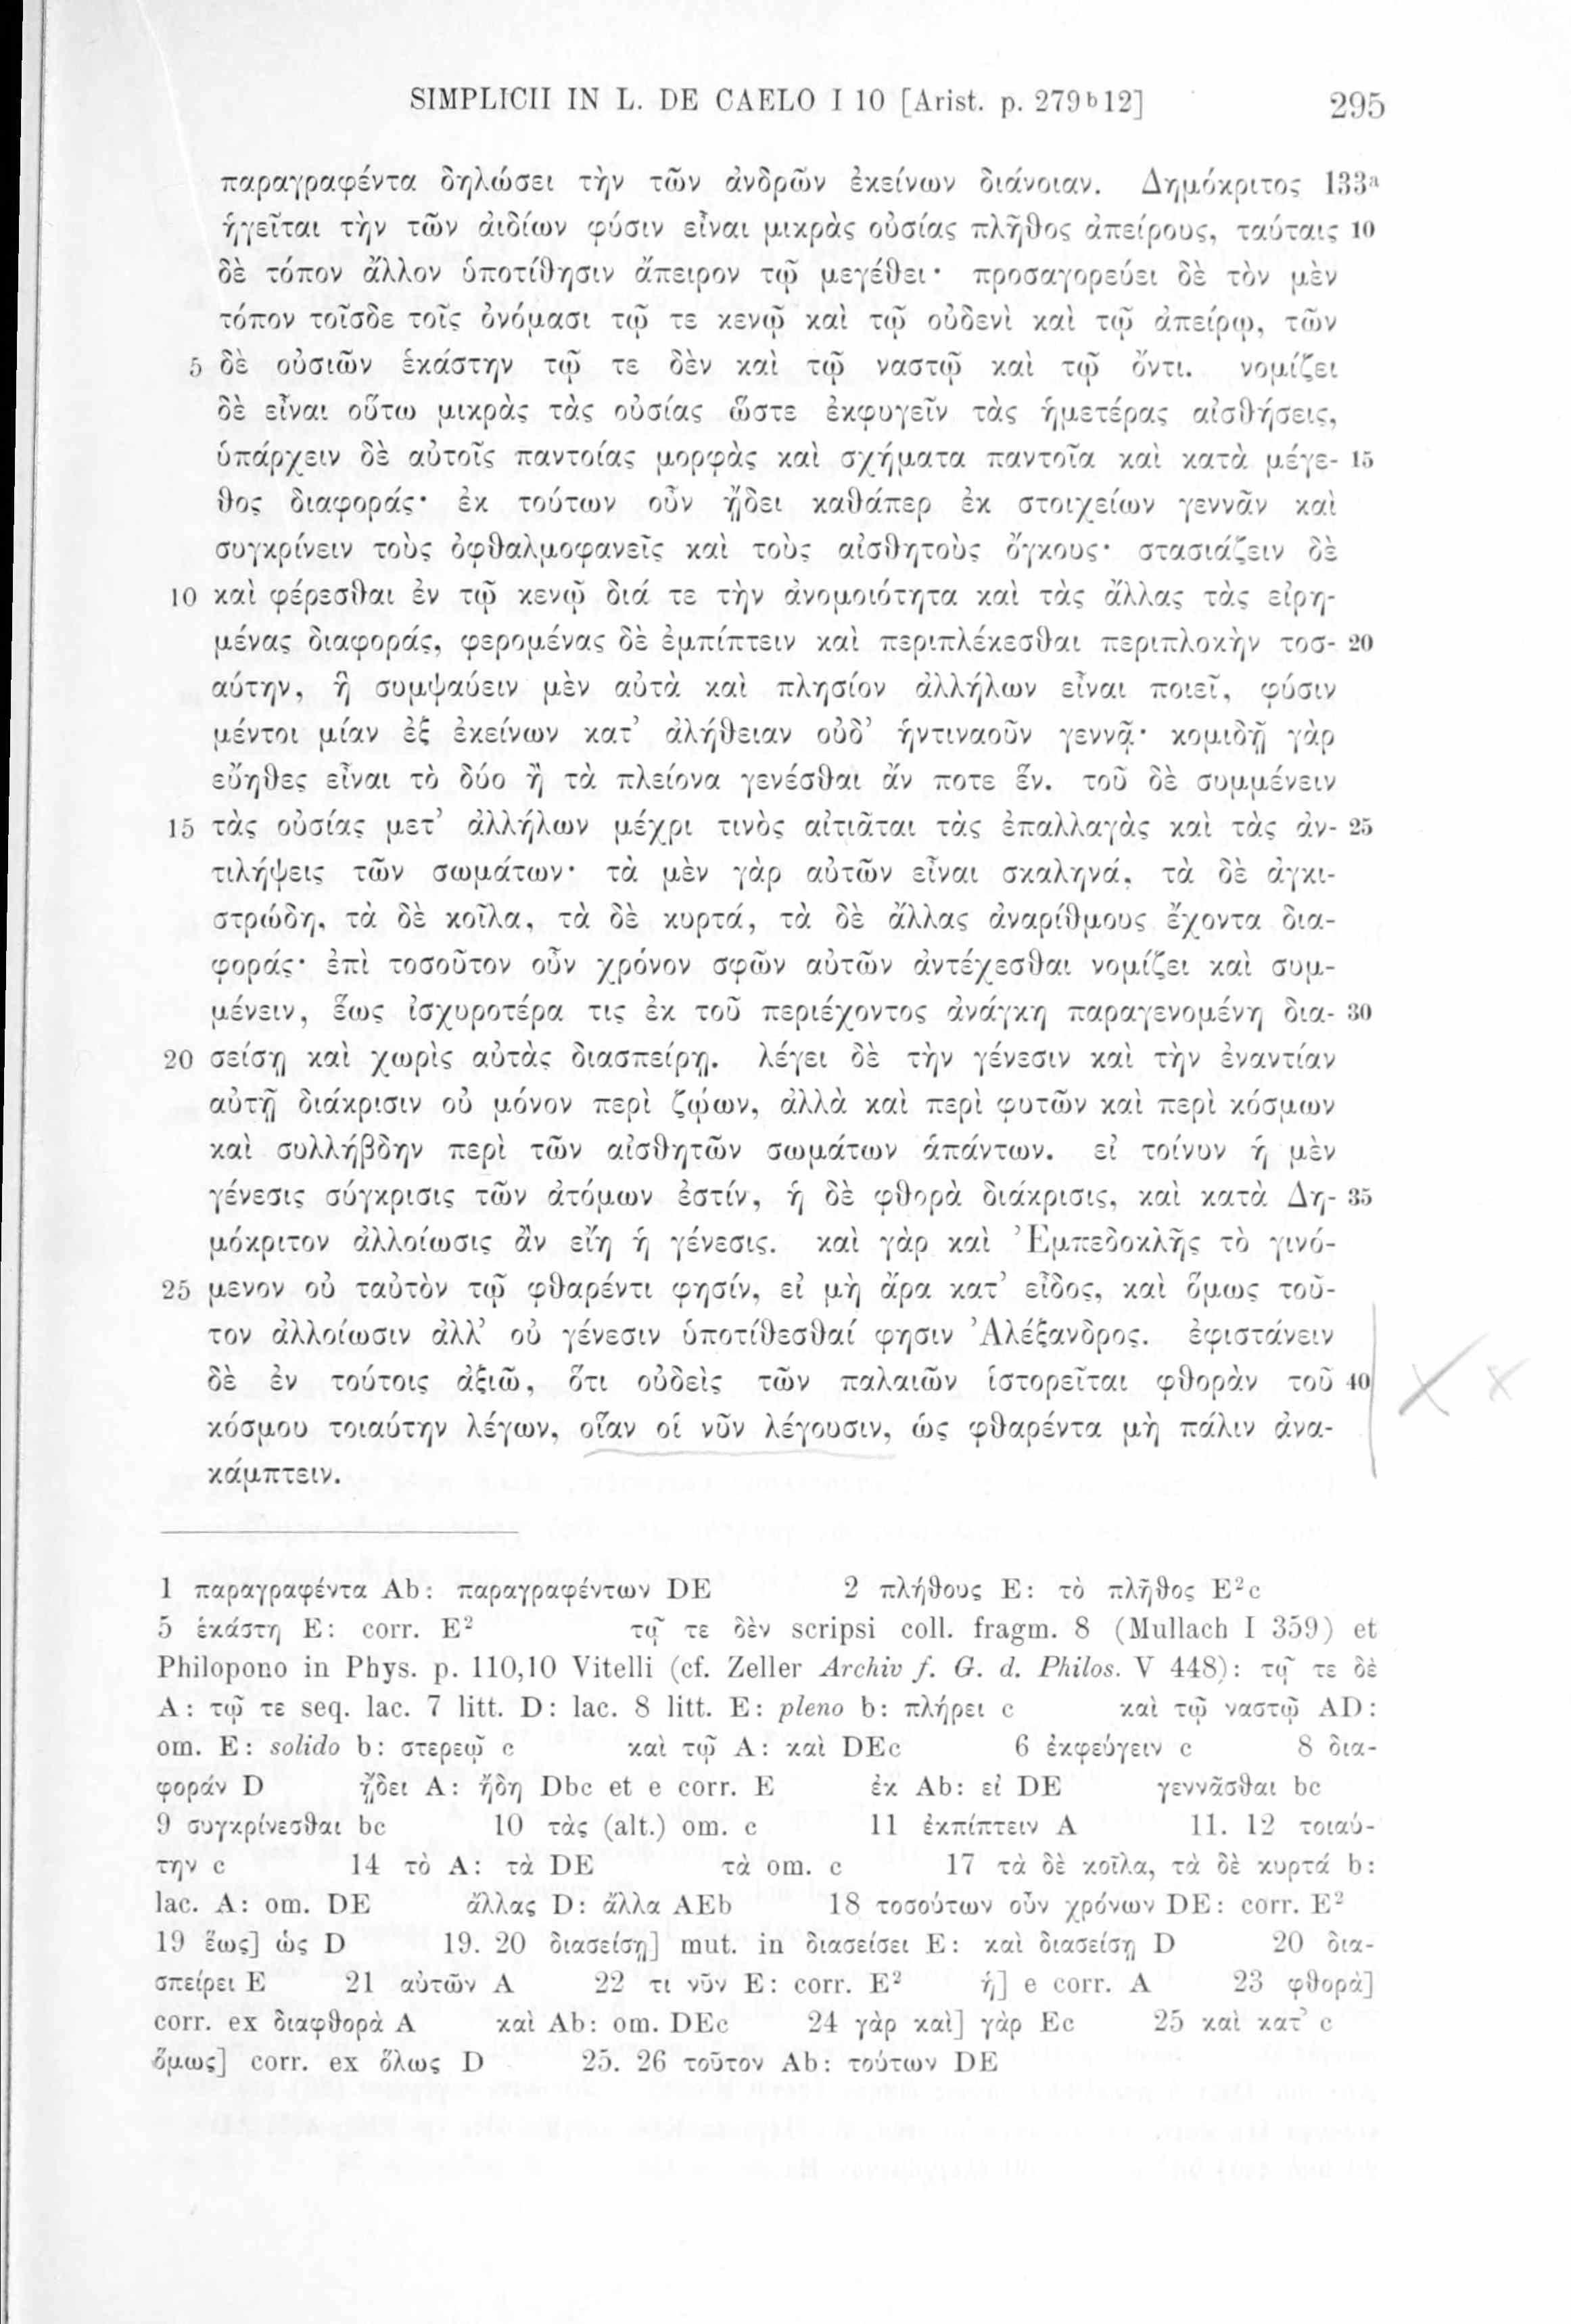 SIMPLICII IN L. DE CAELO I 10 [Arist. p. 279ᵇ12] 295
παραγραφέντα δηλώσει τὴν τῶν ἀνδρῶν ἐκείνων διάνοιαν. Δημόκριτος 133ᵃ
ἡγεῖται τὴν τῶν ἀιδίων φύσιν εἶναι μικρὰς οὐσίας πλῆθος ἀπείρους, ταύταις 10
δὲ τόπον ἄλλον ὑποτίθησιν ἄπειρον τῷ μεγέθει· προσαγορεύει δὲ τὸν μὲν
τόπον τοῖσδε τοῖς ὀνόμασι τῷ τε κενῷ καὶ τῷ οὐδενὶ καὶ τῷ ἀπείρῳ, τῶν
5 δὲ οὐσιῶν ἑκάστην τῷ τε δὲν καὶ τῷ ναστῷ καὶ τῷ ὄντι. νομίζει
δὲ εἶναι οὕτω μικρὰς τὰς οὐσίας ὥστε ἐκφυγεῖν τὰς ἡμετέρας αἰσθήσεις,
ὑπάρχειν δὲ αὐτοῖς παντοίας μορφὰς καὶ σχήματα παντοῖα καὶ κατὰ μέγε- 15
θος διαφοράς· ἐκ τούτων οὖν ᾔδει καθάπερ ἐκ στοιχείων γεννᾶν καὶ
συγκρίνειν τοὺς ὀφθαλμοφανεῖς καὶ τοὺς αἰσθητοὺς ὄγκους· στασιάζειν δὲ
10 καὶ φέρεσθαι ἐν τῷ κενῷ διά τε τὴν ἀνομοιότητα καὶ τὰς ἄλλας τὰς εἰρη-
μένας διαφοράς, φερομένας δὲ ἐμπίπτειν καὶ περιπλέκεσθαι περιπλοκὴν τοσ- 20
αύτην, ἣ συμψαύειν μὲν αὐτὰ καὶ πλησίον ἀλλήλων εἶναι ποιεῖ, φύσιν
μέντοι μίαν ἐξ ἐκείνων κατ’ ἀλήθειαν οὐδ’ ἡντιναοῦν γεννᾷ· κομιδῇ γὰρ
εὔηθες εἶναι τὸ δύο ἢ τὰ πλείονα γενέσθαι ἄν ποτε ἕν. τοῦ δὲ συμμένειν
15 τὰς οὐσίας μετ’ ἀλλήλων μέχρι τινὸς αἰτιᾶται τὰς ἐπαλλαγὰς καὶ τὰς ἀν- 25
τιλήψεις τῶν σωμάτων· τὰ μὲν γὰρ αὐτῶν εἶναι σκαληνά, τὰ δὲ ἀγκι-
στρώδη, τὰ δὲ κοῖλα, τὰ δὲ κυρτά, τὰ δὲ ἄλλας ἀναρίθμους ἔχοντα δια-
φοράς· ἐπὶ τοσοῦτον οὖν χρόνον σφῶν αὐτῶν ἀντέχεσθαι νομίζει καὶ συμ-
μένειν, ἕως ἰσχυροτέρα τις ἐκ τοῦ περιέχοντος ἀνάγκη παραγενομένη δια- 30
20 σείσῃ καὶ χωρὶς αὐτὰς διασπείρῃ. λέγει δὲ τὴν γένεσιν καὶ τὴν ἐναντίαν
αὐτῇ διάκρισιν οὐ μόνον περὶ ζῴων, ἀλλὰ καὶ περὶ φυτῶν καὶ περὶ κόσμων
καὶ συλλήβδην περὶ τῶν αἰσθητῶν σωμάτων ἁπάντων. εἰ τοίνυν ἡ μὲν
γένεσις σύγκρισις τῶν ἀτόμων ἐστίν, ἡ δὲ φθορὰ διάκρισις, καὶ κατὰ Δη- 35
μόκριτον ἀλλοίωσις ἂν εἴη ἡ γένεσις. καὶ γὰρ καὶ Ἐμπεδοκλῆς τὸ γινό-
25 μενον οὐ ταὐτὸν τῷ φθαρέντι φησίν, εἰ μὴ ἄρα κατ’ εἶδος, καὶ ὅμως τοῦ-
τον ἀλλοίωσιν ἀλλ’ οὐ γένεσιν ὑποτίθεσθαί φησιν Ἀλέξανδρος. ἐφιστάνειν
δὲ ἐν τούτοις ἀξιῶ, ὅτι οὐδεὶς τῶν παλαιῶν ἱστορεῖται φθορὰν τοῦ 40
κόσμου τοιαύτην λέγων, οἵαν οἱ νῦν λέγουσιν, ὡς φθαρέντα μὴ πάλιν ἀνα-
κάμπτειν.
1 παραγραφέντα Ab: παραγραφέντων DE 2 πλήθους E: τὸ πλῆθος E²c
5 ἑκάστη E: corr. E² τῷ τε δὲν scripsi coll. fragm. 8 (Mullach I 359) et
Philopono in Phys. p. 110,10 Vitelli (cf. Zeller Archiv f. G. d. Philos. V 448): τῷ τε δὲ
A: τῷ τε seq. lac. 7 litt. D: lac. 8 litt. E: pleno b: πλήρει c καὶ τῷ ναστῷ AD:
om. E: solido b: στερεῷ c καὶ τῷ A: καὶ DEc 6 ἐκφεύγειν c 8 δια-
φοράν D ᾔδει A: ἤδη Dbc et e corr. E ἐκ Ab: εἰ DE γεννᾶσθαι bc
9 συγκρίνεσθαι bc 10 τὰς (alt.) om. c 11 ἐκπίπτειν A 11. 12 τοιαύ-
την c 14 τὸ A: τὰ DE τὰ om. c 17 τὰ δὲ κοῖλα, τὰ δὲ κυρτά b:
lac. A: om. DE ἄλλας D: ἄλλα AEb 18 τοσούτων οὖν χρόνων DE: corr. E²
19 ἕως] ὡς D 19. 20 διασείσῃ] mut. in διασείσει E: καὶ διασείσῃ D 20 δια-
σπείρει E 21 αὐτῶν A 22 τι νῦν E: corr. E² ἡ] e corr. A 23 φθορὰ]
corr. ex διαφθορὰ A καὶ Ab: om. DEc 24 γὰρ καὶ] γὰρ Ec 25 καὶ κατ’ c
ὅμως] corr. ex ὅλως D 25. 26 τοῦτον Ab: τούτων DE